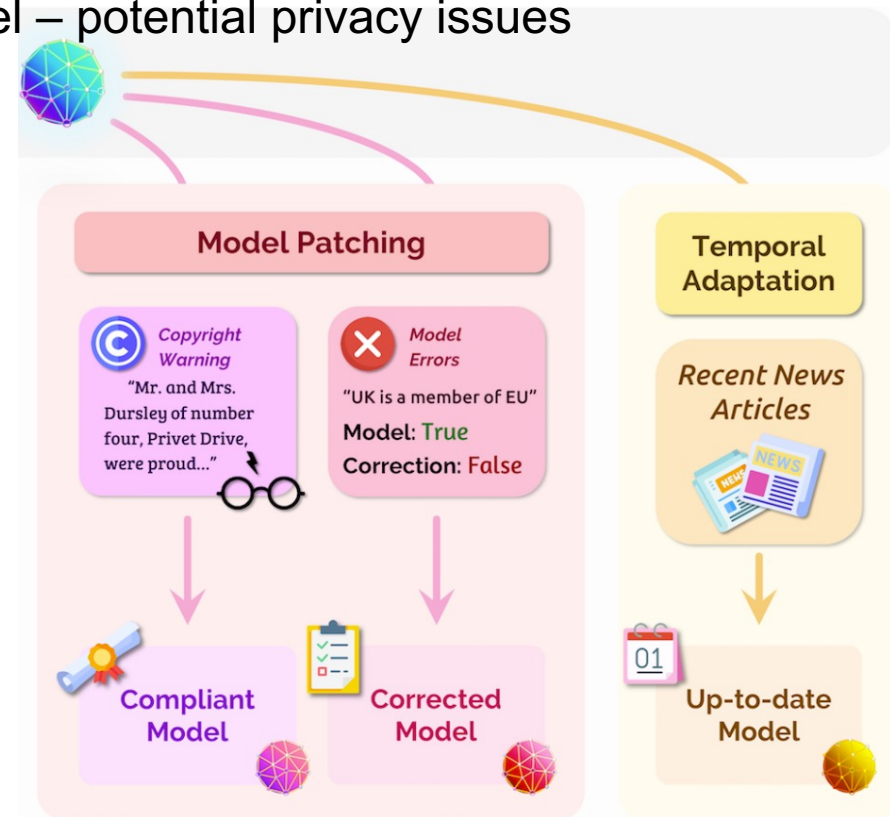 el – potential privacy issues
Model Patching
Temporal
Adaptation
C
Copyright
Warning
"Mr. and Mrs.
Dursley of number
four, Privet Drive,
were proud..."
Model
Errors
"UK is a member of EU"
Model: True
Correction: False
Recent News
Articles
NEWS
NEWS
Compliant
Model
Corrected
Model
01
Up-to-date
Model